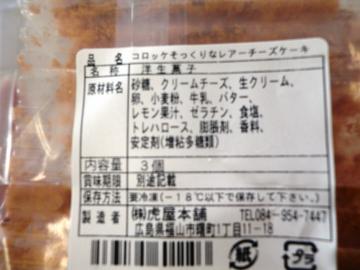 品名 コロッケそっくりなレアーチーズケーキ
名称 洋生菓子
原材料名 砂糖、クリームチーズ、生クリーム、
卵、小麦粉、牛乳、バター、
レモン果汁、ゼラチン、食塩、
トレハロース、膨脹剤、香料、
安定剤(増粘多糖類)
内容量 3個
賞味期限 別途記載
保存方法 要冷凍(-18℃以下で保存して下さい。)
製造者 ㈱虎屋本舗 TEL084-954-7447
広島県福山市曙町1丁目11-18
紙 プラ